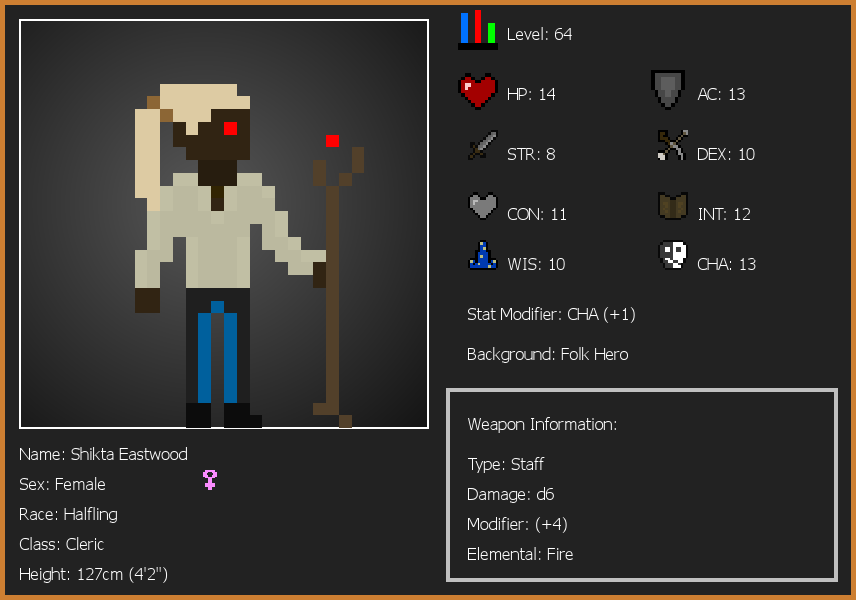 Level: 64
HP: 14
AC: 13
STR: 8
DEX: 10
CON: 11
INT: 12
WIS: 10
CHA: 13
Stat Modifier: CHA (+1)
Background: Folk Hero
Weapon Information:
Type: Staff
Damage: d6
Modifier: (+4)
Elemental: Fire
Name: Shikta Eastwood
Sex: Female
Race: Halfling
Class: Cleric
Height: 127cm (4'2")